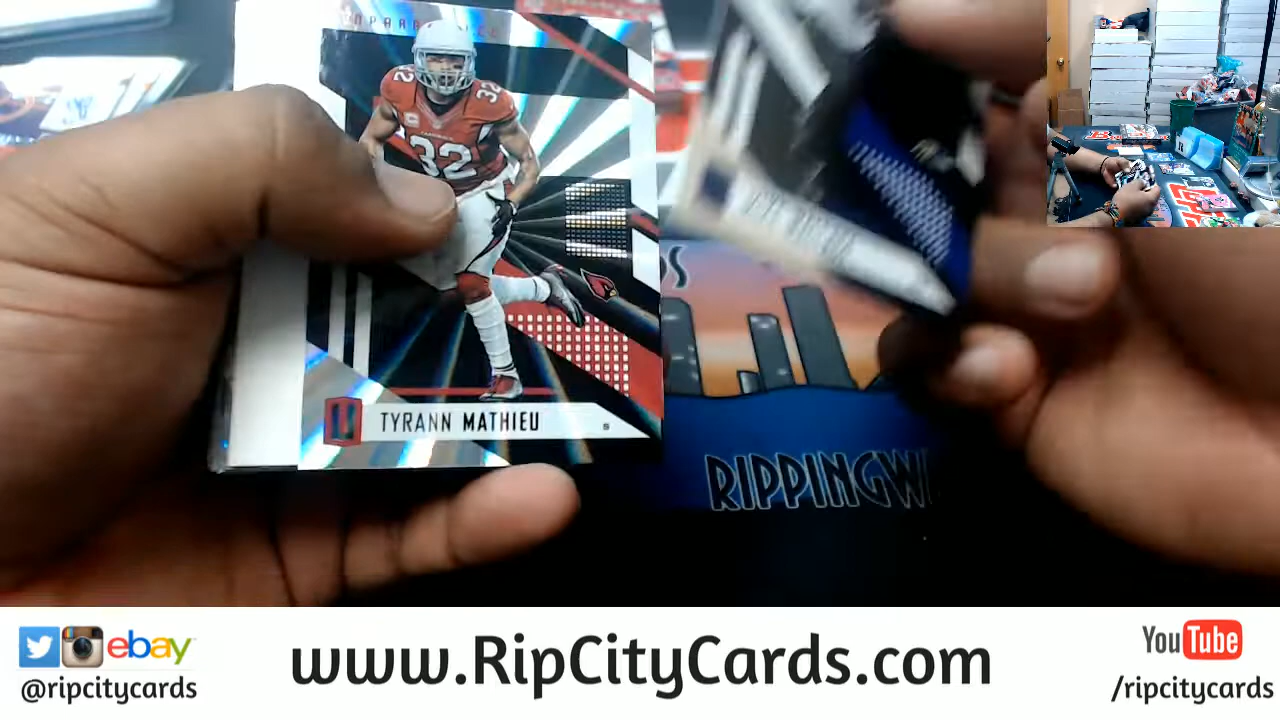 32
32
TYRANN MATHIEU
S
RIPPINGW
ebay
@ripcitycards
www.RipCityCards.com
YouTube
/ripcitycards